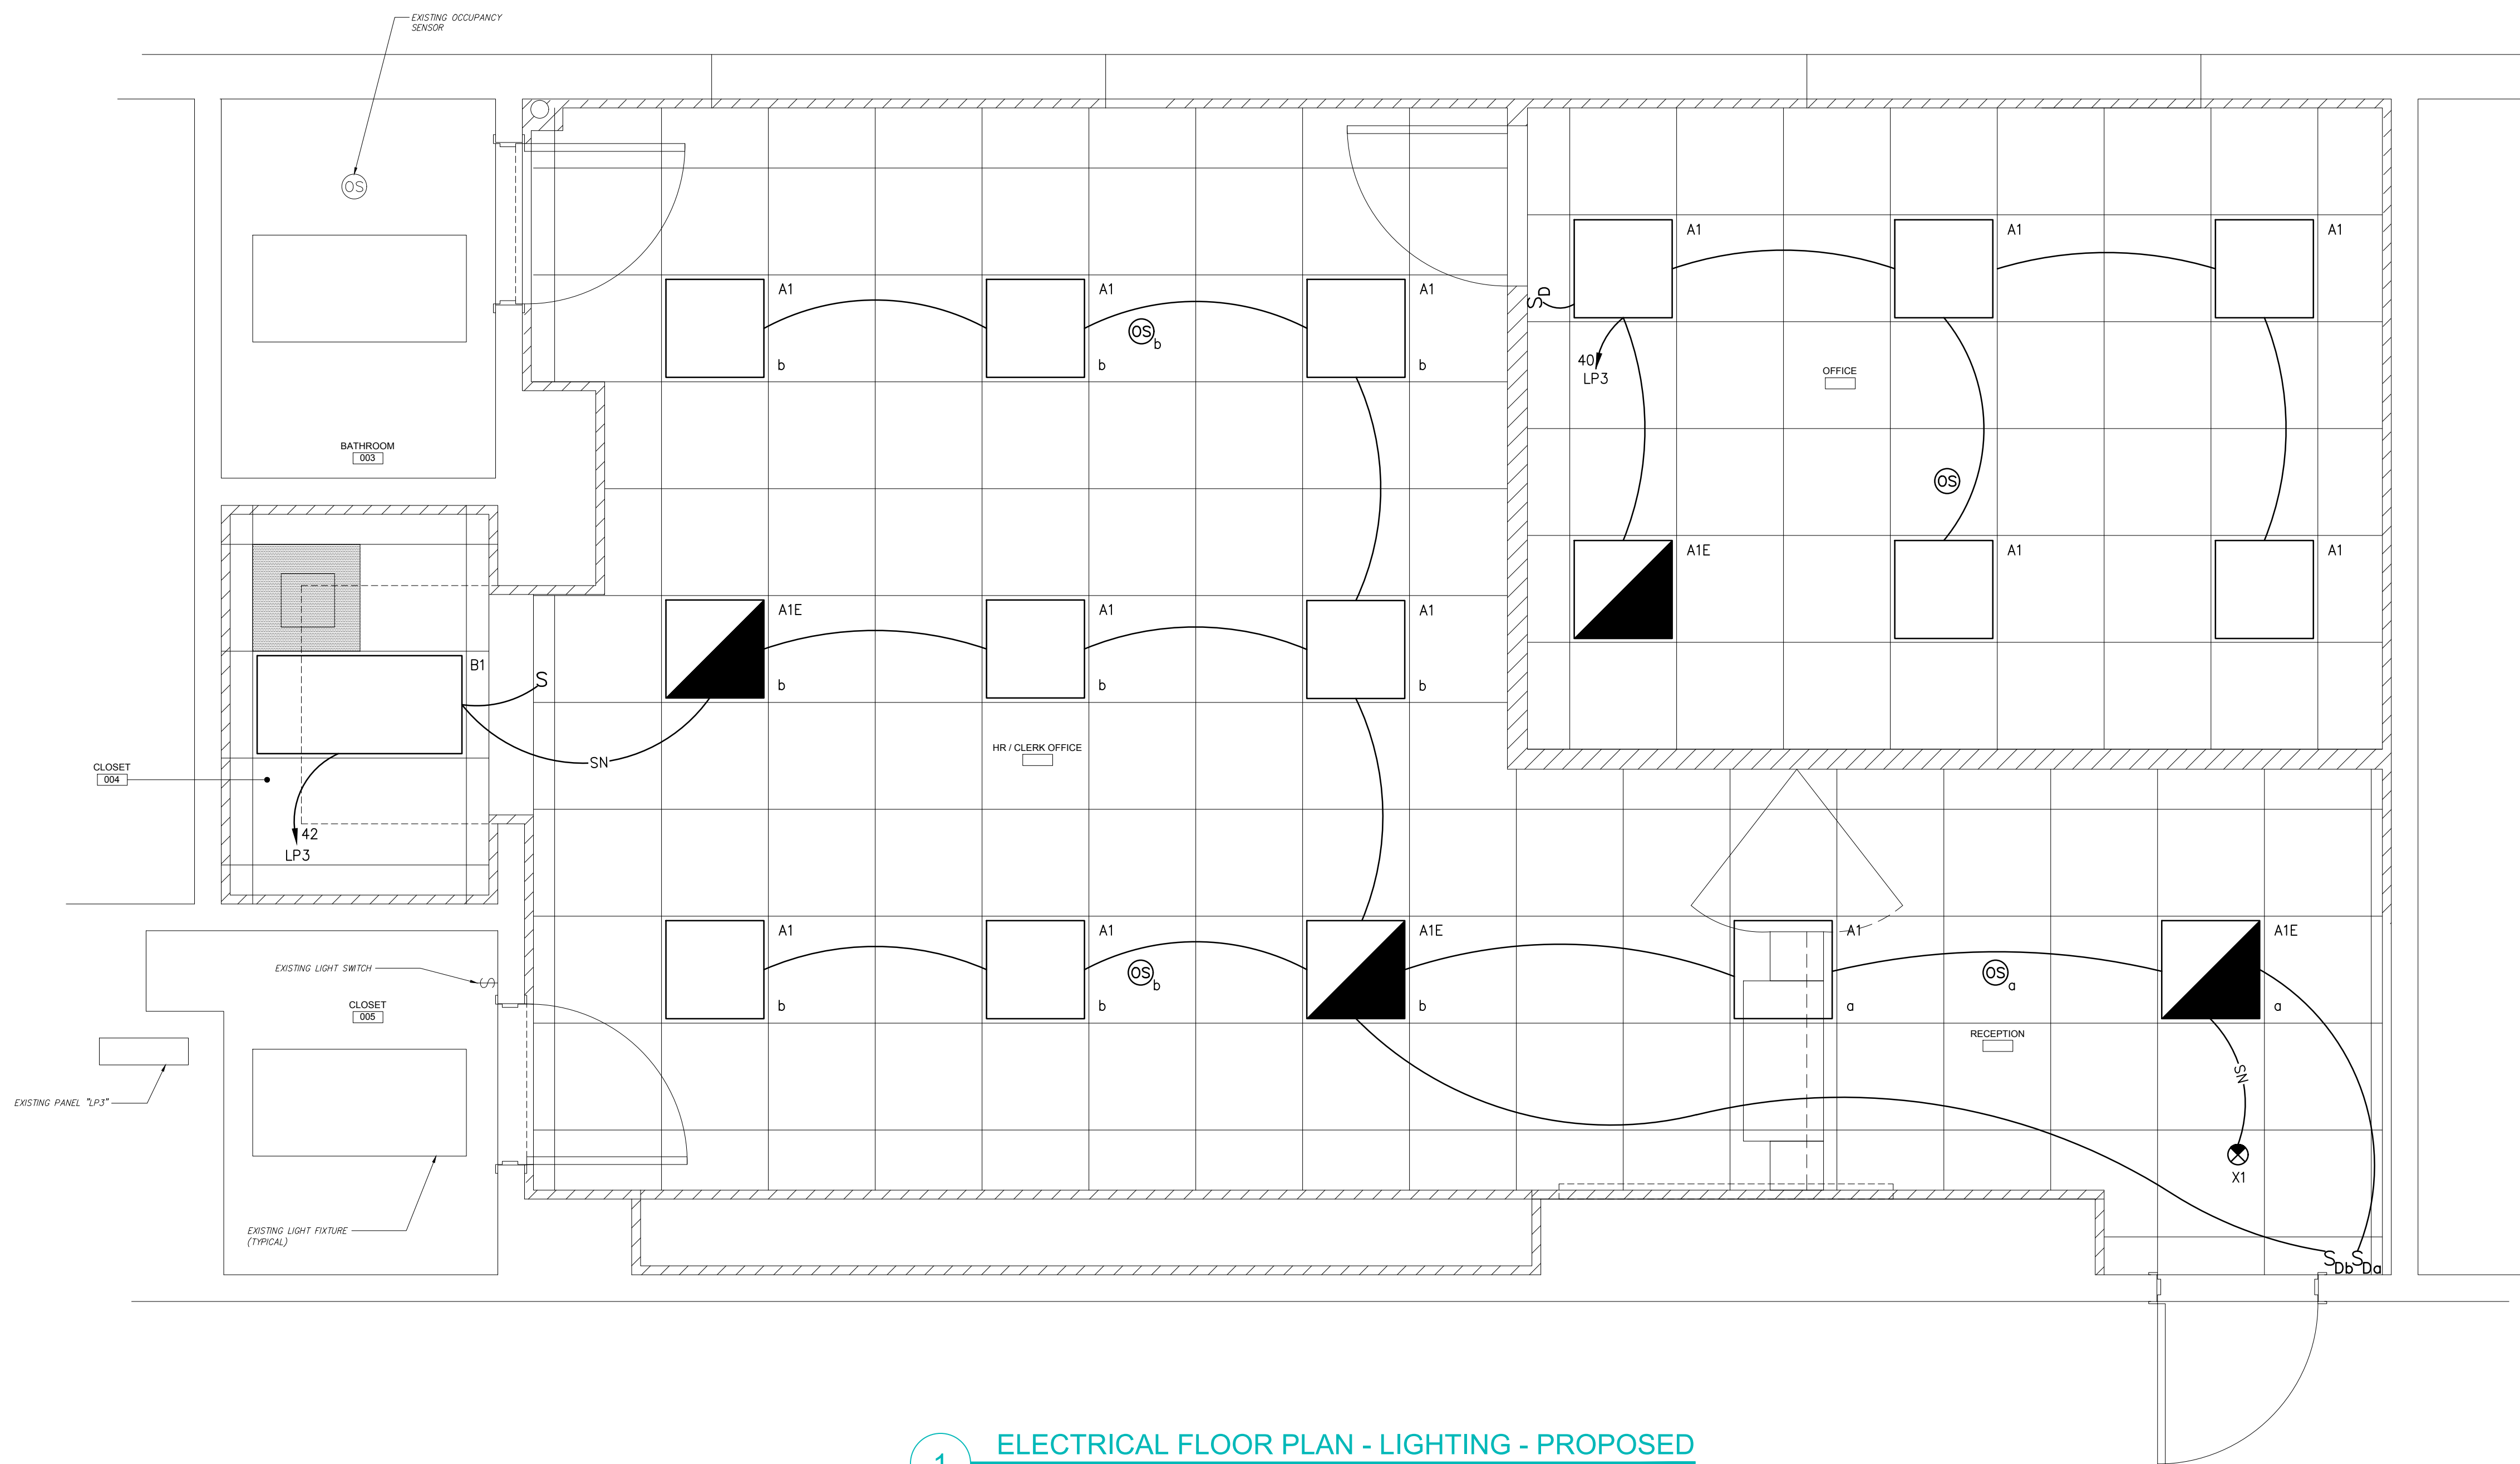 EXISTING OCCUPANCY
SENSOR
OS
BATHROOM
003
A1
A1
A1
A1
A1
A1
OS
b
b
b
b
SD
40
LP3
OFFICE
OS
A1E
A1
A1
A1E
A1
A1
b
b
b
B1
S
SN
HR / CLERK OFFICE
CLOSET
004
42
LP3
A1
A1
A1E
A1
A1E
OS
b
OS
a
b
b
b
a
a
EXISTING LIGHT SWITCH
S
CLOSET
005
RECEPTION
EXISTING PANEL "LP3"
SN
X1
EXISTING LIGHT FIXTURE
(TYPICAL)
SDb SDa
1
ELECTRICAL FLOOR PLAN - LIGHTING - PROPOSED